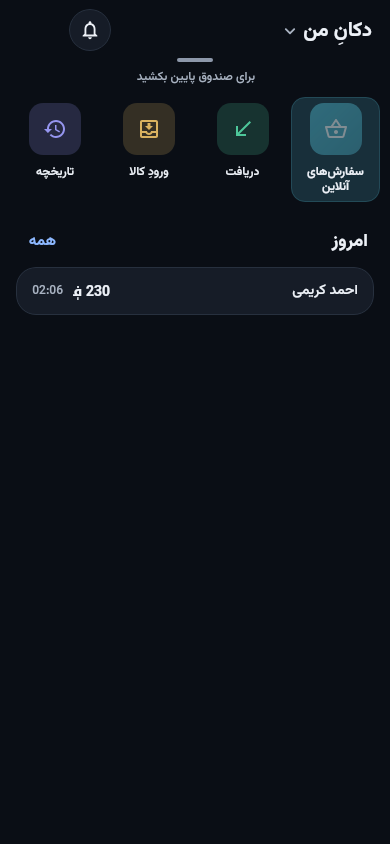 دکانِ من
برای صندوق پایین بکشید
سفارش‌های آنلاین
دریافت
ورودِ کالا
تاریخچه
امروز
همه
احمد کریمی
230 ؋
02:06